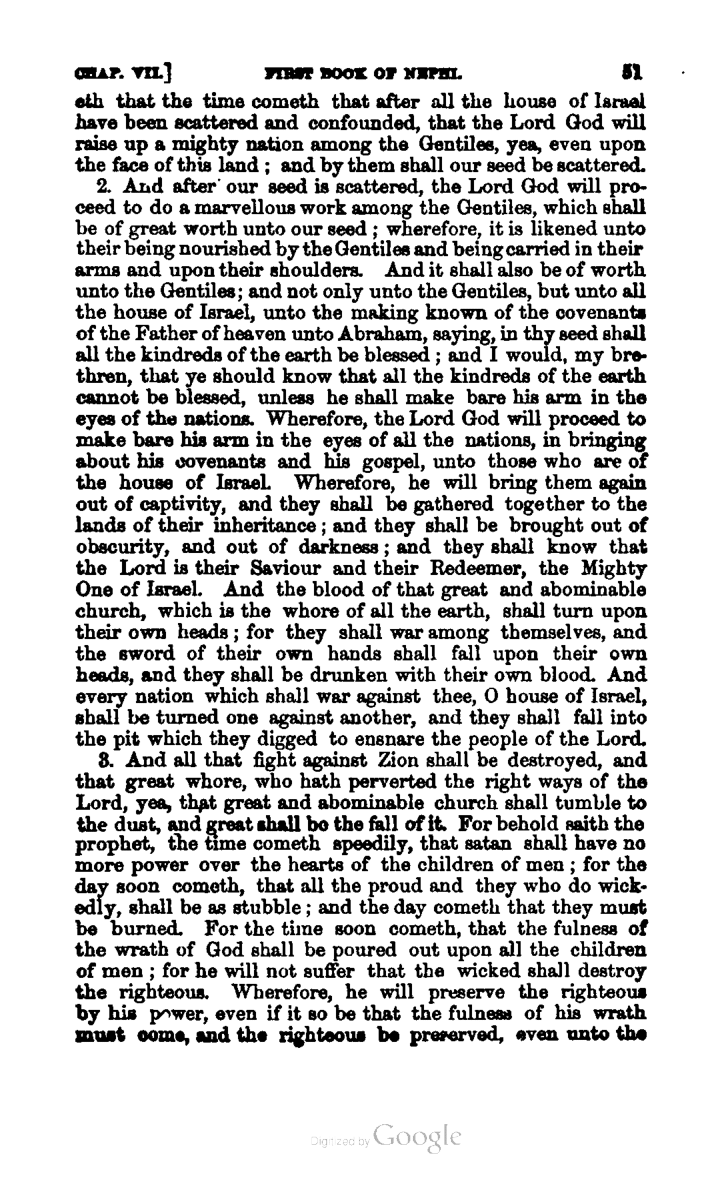 CHAP. VII.] FIRST BOOK OF NEPHI. 51
eth that the time cometh that after all the house of Israel
have been scattered and confounded, that the Lord God will
raise up a mighty nation among the Gentiles, yea, even upon
the face of this land ; and by them shall our seed be scattered.
2. And after our seed is scattered, the Lord God will pro-
ceed to do a marvellous work among the Gentiles, which shall
be of great worth unto our seed ; wherefore, it is likened unto
their being nourished by the Gentiles and being carried in their
arms and upon their shoulders. And it shall also be of worth
unto the Gentiles; and not only unto the Gentiles, but unto all
the house of Israel, unto the making known of the covenants
of the Father of heaven unto Abraham, saying, in thy seed shall
all the kindreds of the earth be blessed ; and I would, my bre-
thren, that ye should know that all the kindreds of the earth
cannot be blessed, unless he shall make bare his arm in the
eyes of the nations. Wherefore, the Lord God will proceed to
make bare his arm in the eyes of all the nations, in bringing
about his covenants and his gospel, unto those who are of
the house of Israel. Wherefore, he will bring them again
out of captivity, and they shall be gathered together to the
lands of their inheritance ; and they shall be brought out of
obscurity, and out of darkness ; and they shall know that
the Lord is their Saviour and their Redeemer, the Mighty
One of Israel. And the blood of that great and abominable
church, which is the whore of all the earth, shall turn upon
their own heads ; for they shall war among themselves, and
the sword of their own hands shall fall upon their own
heads, and they shall be drunken with their own blood. And
every nation which shall war against thee, O house of Israel,
shall be turned one against another, and they shall fall into
the pit which they digged to ensnare the people of the Lord.
3. And all that fight against Zion shall be destroyed, and
that great whore, who hath perverted the right ways of the
Lord, yea, that great and abominable church shall tumble to
the dust, and great shall be the fall of it. For behold saith the
prophet, the time cometh speedily, that satan shall have no
more power over the hearts of the children of men ; for the
day soon cometh, that all the proud and they who do wick-
edly, shall be as stubble ; and the day cometh that they must
be burned. For the time soon cometh, that the fulness of
the wrath of God shall be poured out upon all the children
of men ; for he will not suffer that the wicked shall destroy
the righteous. Wherefore, he will preserve the righteous
by his power, even if it so be that the fulness of his wrath
must come, and the righteous be preserved, even unto the
Digitized by Google